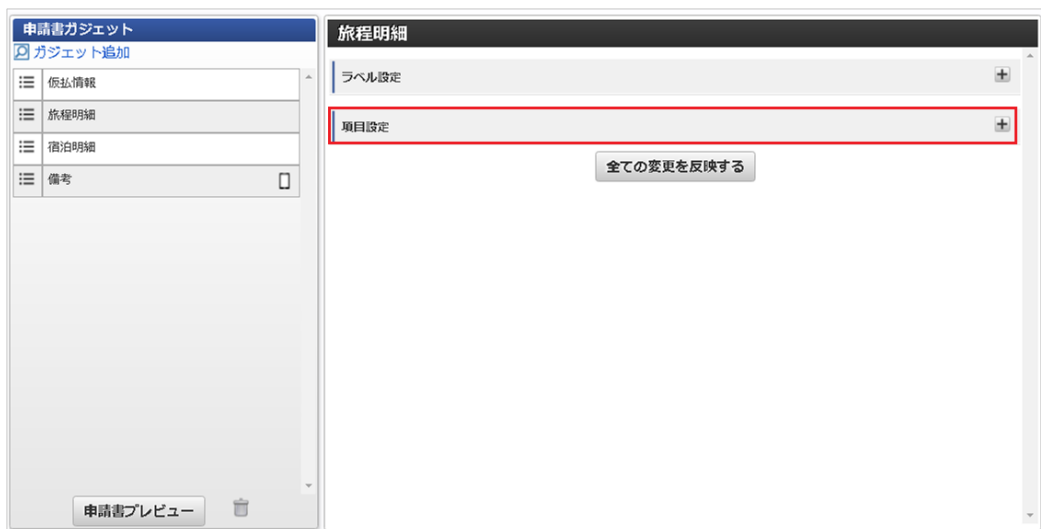 申請書ガジェット
ガジェット追加
仮払情報
旅程明細
宿泊明細
備考
申請書プレビュー
旅程明細
ラベル設定
項目設定
全ての変更を反映する